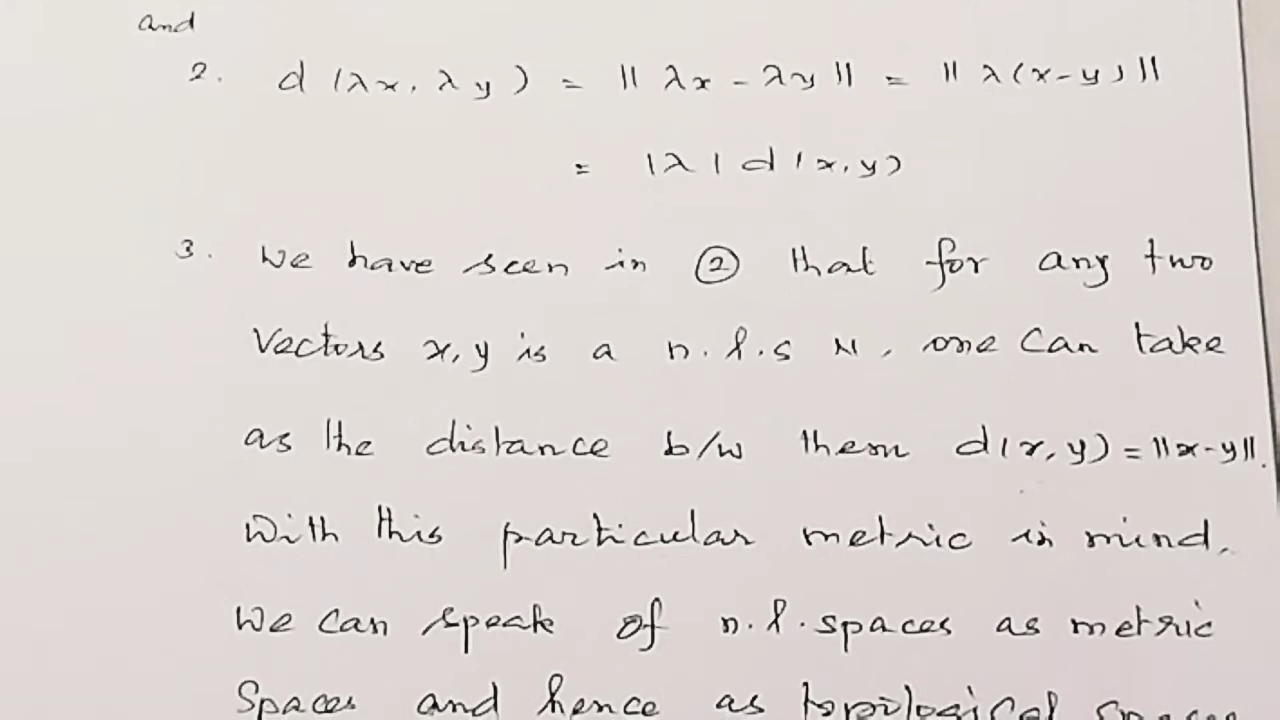 and
2. d(λx, λy) = ||λx - λy|| = ||λ(x-y)||
= |λ| d(x, y)
3. We have seen in ② that for any two
vectors x, y is a n.l.s N, one can take
as the distance b/w them d(x, y) = ||x-y||.
With this particular metric in mind,
we can speak of n.l. spaces as metric
spaces and hence as topological spaces